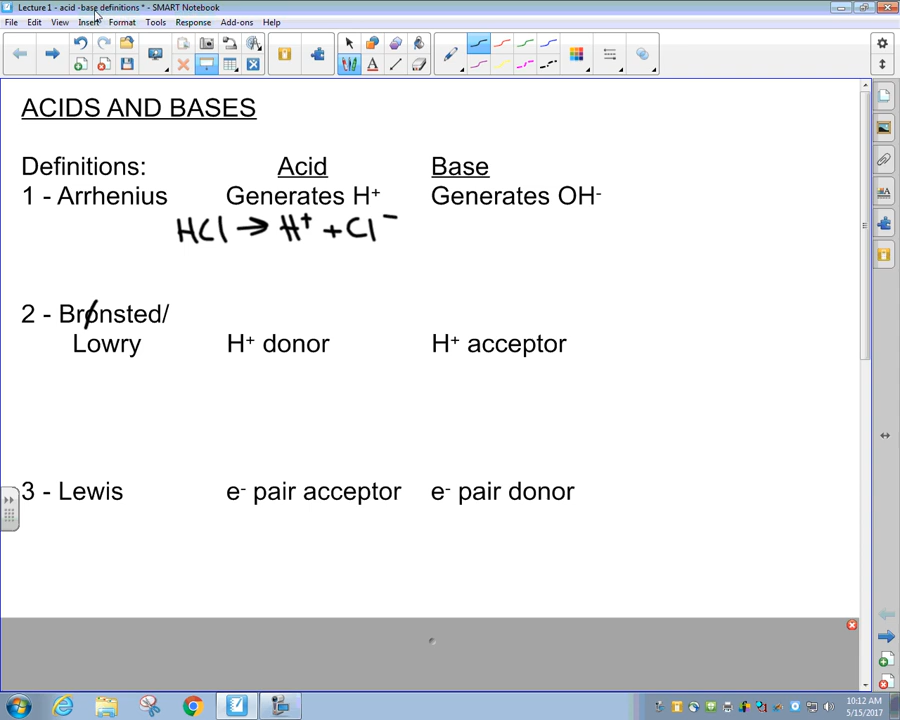 Lecture 1 - acid -base definitions * - SMART Notebook
File Edit View Insert Format Tools Response Add-ons Help
ACIDS AND BASES
Definitions: Acid Base
1 - Arrhenius Generates H⁺ Generates OH⁻
HCl → H⁺ + Cl⁻
2 - Brønsted/
Lowry H⁺ donor H⁺ acceptor
3 - Lewis e⁻ pair acceptor e⁻ pair donor
10:12 AM
5/15/2017